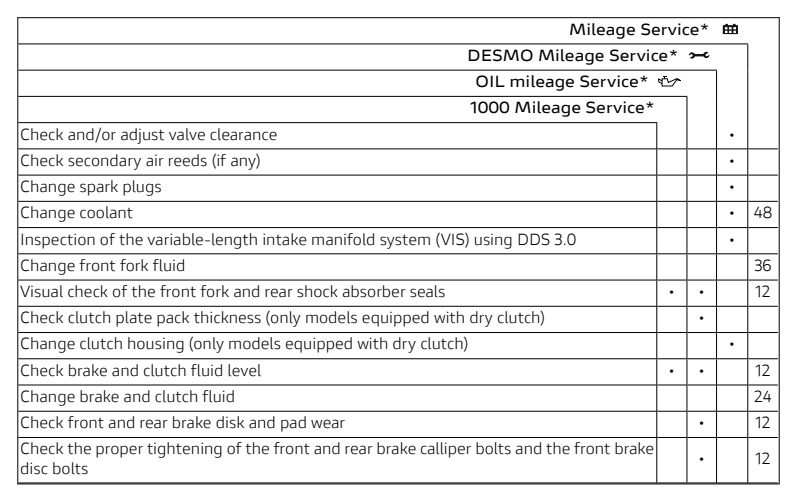 Mileage Service*
DESMO Mileage Service*
OIL mileage Service*
1000 Mileage Service*
Check and/or adjust valve clearance •
Check secondary air reeds (if any) •
Change spark plugs •
Change coolant • 48
Inspection of the variable-length intake manifold system (VIS) using DDS 3.0 •
Change front fork fluid 36
Visual check of the front fork and rear shock absorber seals • • 12
Check clutch plate pack thickness (only models equipped with dry clutch) •
Change clutch housing (only models equipped with dry clutch) •
Check brake and clutch fluid level • • 12
Change brake and clutch fluid 24
Check front and rear brake disk and pad wear • 12
Check the proper tightening of the front and rear brake calliper bolts and the front brake
disc bolts • 12